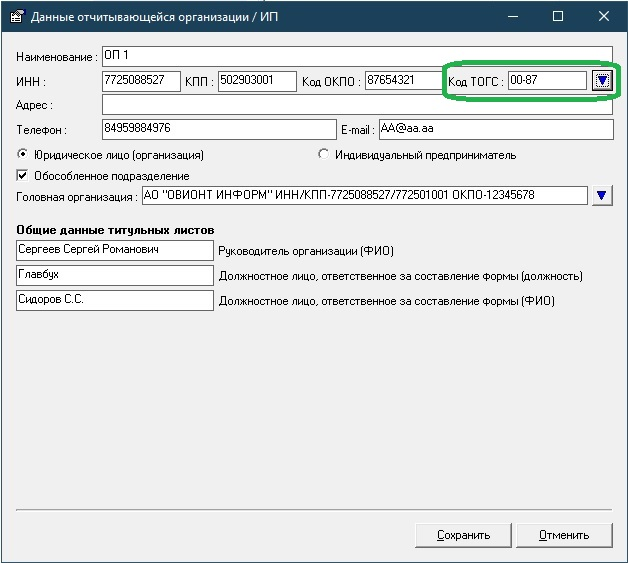 Данные отчитывающейся организации / ИП
Наименование : ОП 1
ИНН : 7725088527 КПП : 502903001 Код ОКПО : 87654321 Код ТОГС : 00-87
Адрес :
Телефон : 84959884976 E-mail : AA@aa.aa
Юридическое лицо (организация) Индивидуальный предприниматель
Обособленное подразделение
Головная организация : АО "ОВИОНТ ИНФОРМ" ИНН/КПП-7725088527/772501001 ОКПО-12345678
Общие данные титульных листов
Сергеев Сергей Романович Руководитель организации (ФИО)
Главбух Должностное лицо, ответственное за составление формы (должность)
Сидоров С.С. Должностное лицо, ответственное за составление формы (ФИО)
Сохранить Отменить